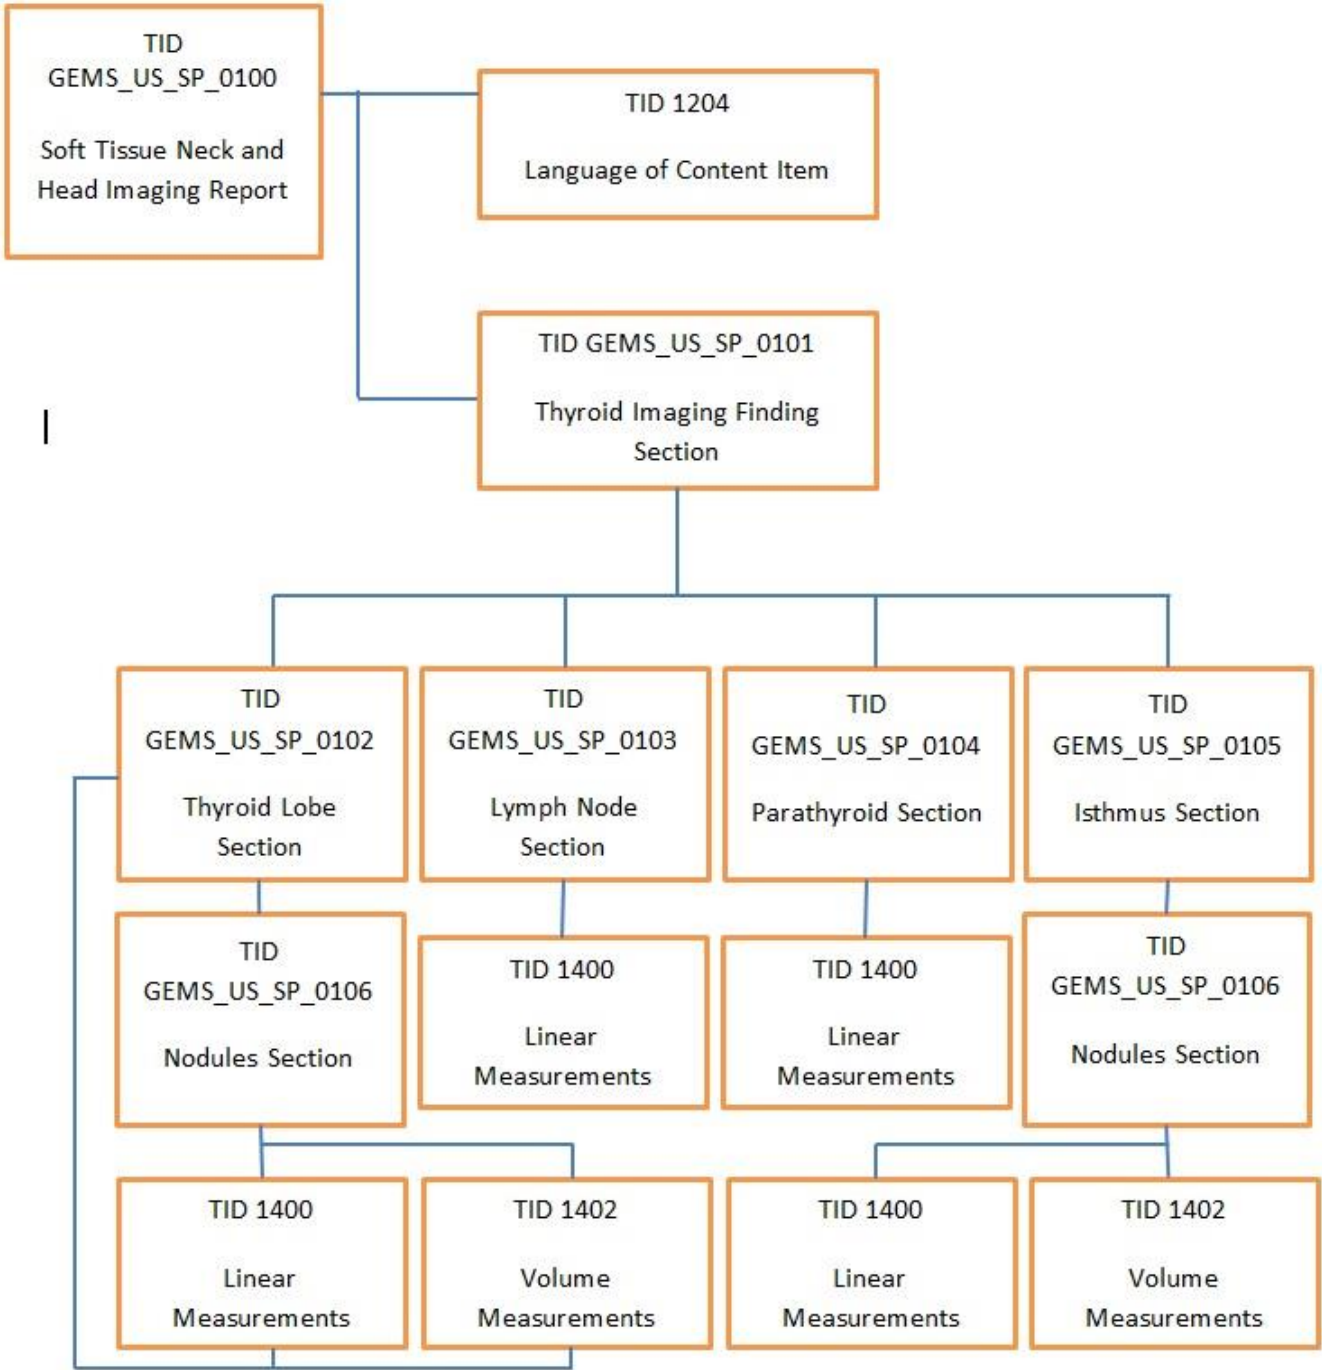 TID
GEMS_US_SP_0100
Soft Tissue Neck and
Head Imaging Report
TID 1204
Language of Content Item
TID GEMS_US_SP_0101
Thyroid Imaging Finding
Section
TID
GEMS_US_SP_0102
Thyroid Lobe
Section
TID
GEMS_US_SP_0103
Lymph Node
Section
TID
GEMS_US_SP_0104
Parathyroid Section
TID
GEMS_US_SP_0105
Isthmus Section
TID
GEMS_US_SP_0106
Nodules Section
TID 1400
Linear
Measurements
TID 1400
Linear
Measurements
TID
GEMS_US_SP_0106
Nodules Section
TID 1400
Linear
Measurements
TID 1402
Volume
Measurements
TID 1400
Linear
Measurements
TID 1402
Volume
Measurements